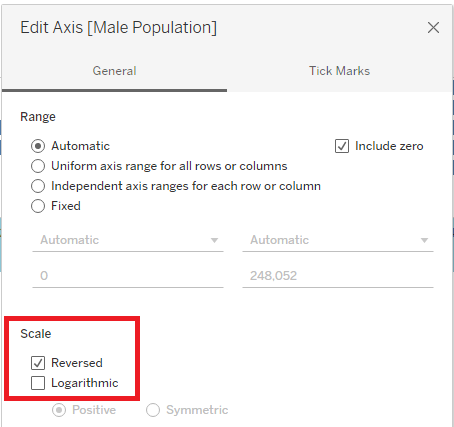 Edit Axis [Male Population]
General Tick Marks
Range
Automatic Include zero
Uniform axis range for all rows or columns
Independent axis ranges for each row or column
Fixed
Automatic Automatic
0 248,052
Scale
Reversed
Logarithmic
Positive Symmetric